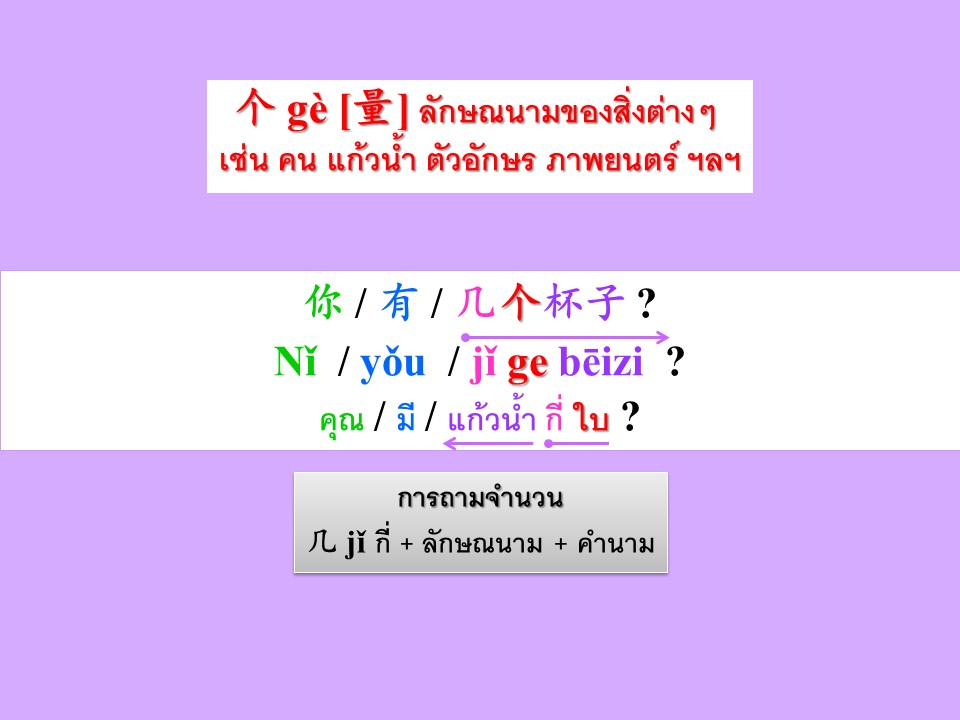 个 gè [量] ลักษณนามของสิ่งต่างๆ
เช่น คน แก้วน้ำ ตัวอักษร ภาพยนตร์ ฯลฯ
你 / 有 / 几个杯子 ?
Nǐ / yǒu / jǐ ge bēizi ?
คุณ / มี / แก้วน้ำ กี่ ใบ ?
การถามจำนวน
几 jǐ กี่ + ลักษณนาม + คำนาม